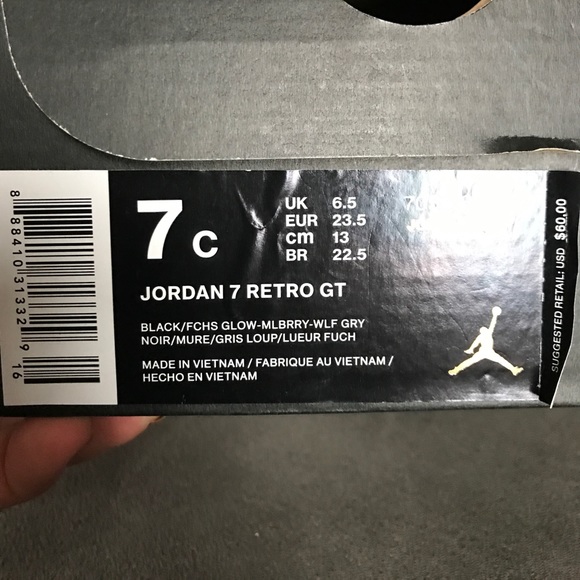 7 C
UK 6.5
EUR 23.5
cm 13
BR 22.5
JORDAN 7 RETRO GT
BLACK/FCHS GLOW-MLBRRY-WLF GRY
NOIR/MURE/GRIS LOUP/LUEUR FUCH
MADE IN VIETNAM / FABRIQUE AU VIETNAM /
HECHO EN VIETNAM
SUGGESTED RETAIL: USD $60.00
8 88410 31332 9 16